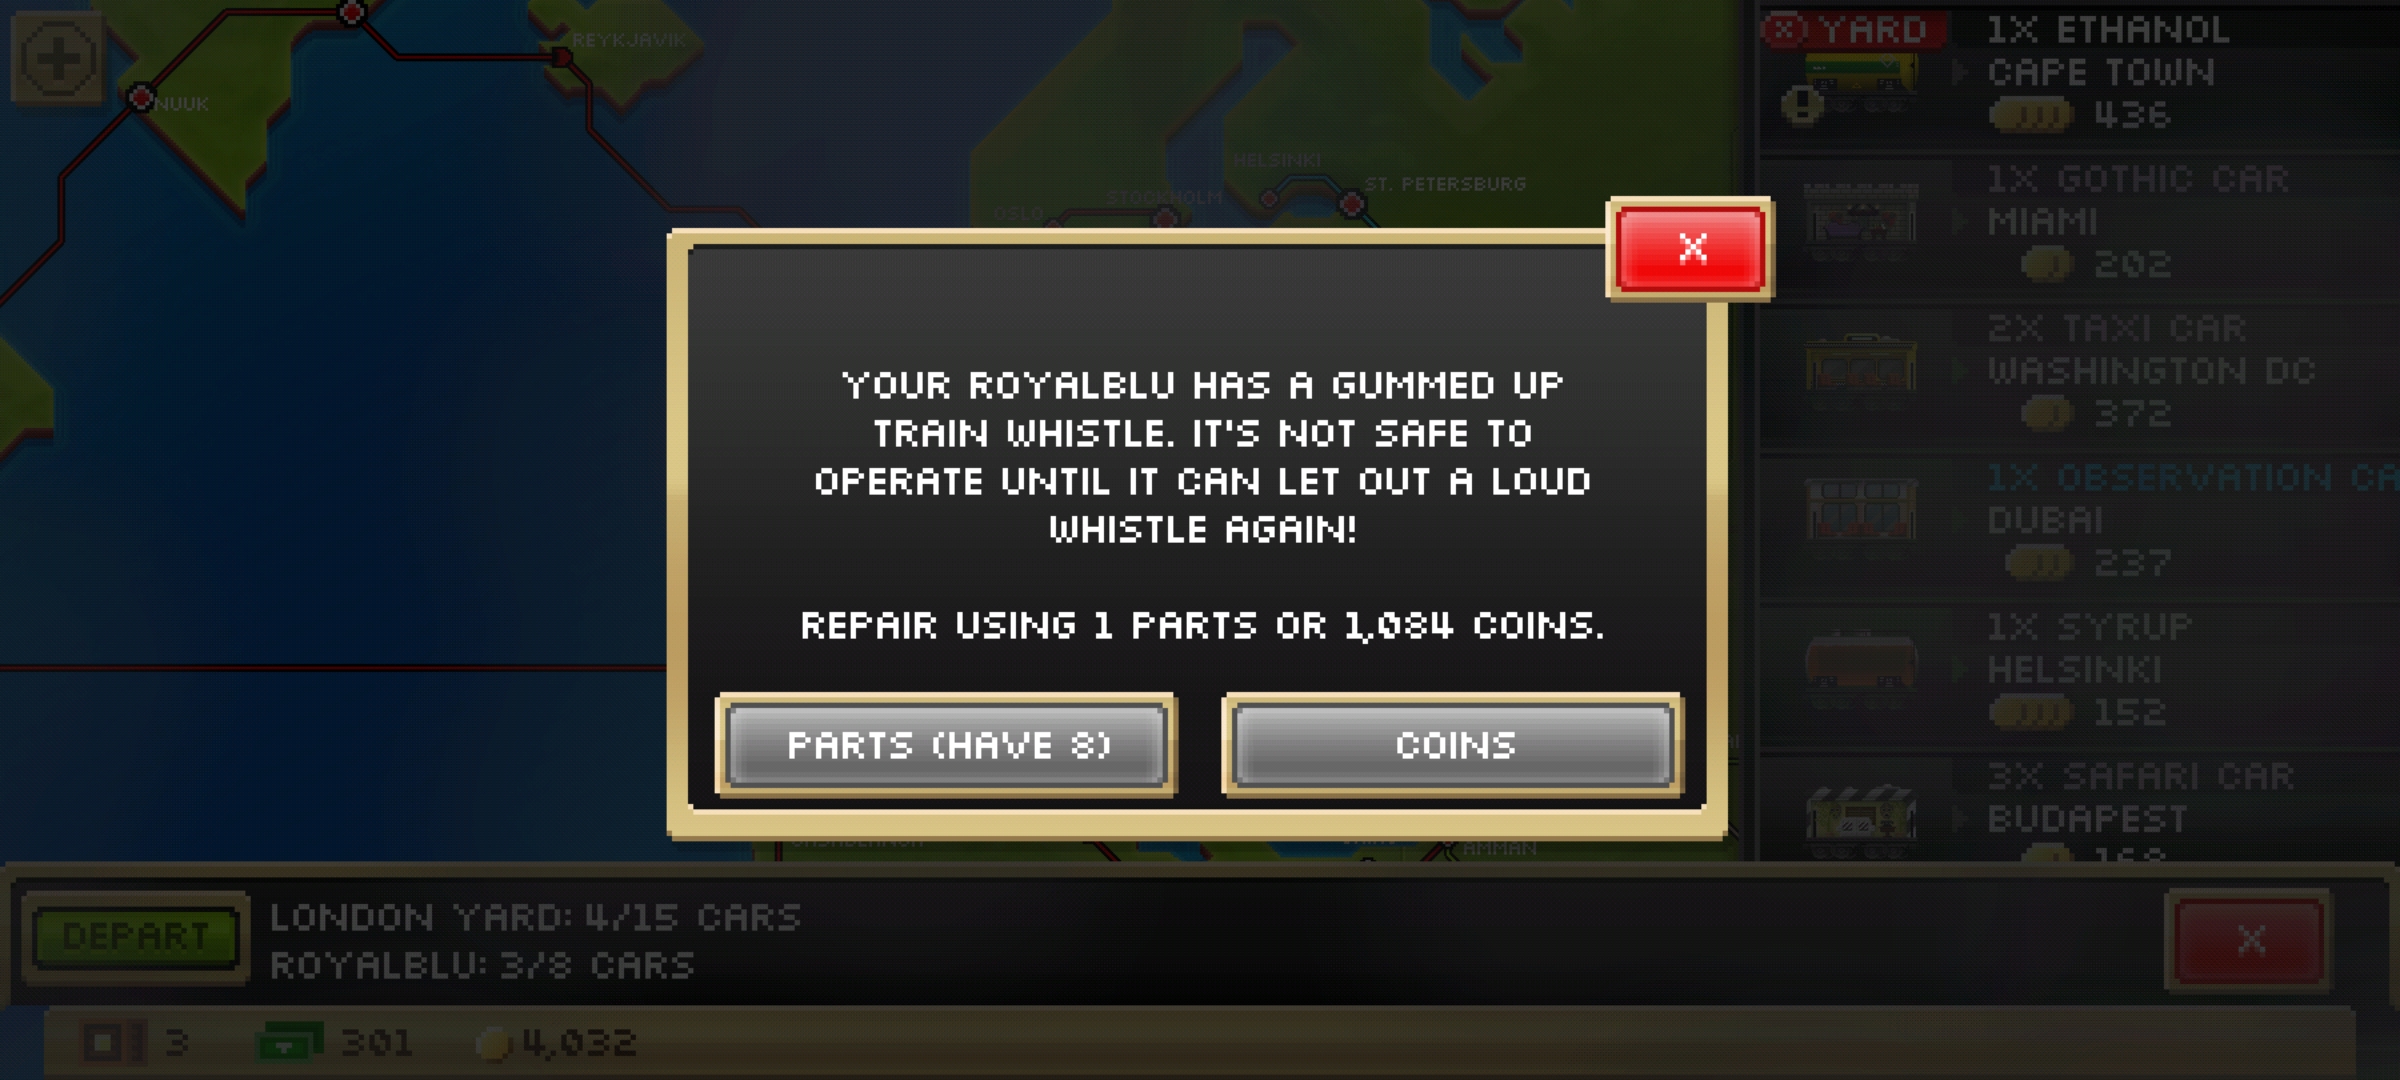 REYKJAVIK
NUUK
HELSINKI
ST. PETERSBURG
STOCKHOLM
OSLO
YARD
1X ETHANOL
CAPE TOWN
436
1X GOTHIC CAR
MIAMI
202
2X TAXI CAR
WASHINGTON DC
372
1X OBSERVATION CA
DUBAI
237
1X SYRUP
HELSINKI
152
3X SAFARI CAR
BUDAPEST
168
X
YOUR ROYALBLU HAS A GUMMED UP
TRAIN WHISTLE. IT'S NOT SAFE TO
OPERATE UNTIL IT CAN LET OUT A LOUD
WHISTLE AGAIN!
REPAIR USING 1 PARTS OR 1,084 COINS.
PARTS (HAVE 8)
COINS
CASABLANCA
AMMAN
DEPART
LONDON YARD: 4/15 CARS
ROYALBLU: 3/8 CARS
X
3
301
4,032